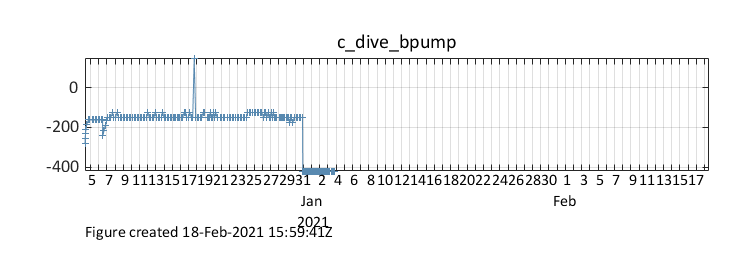 c_dive_bpump
0
-200
-400
5 7 9 11 13 15 17 19 21 23 25 27 29 31 2 4 6 8 10 12 14 16 18 20 22 24 26 28 30 1 3 5 7 9 11 13 15 17
Jan Feb
2021
Figure created 18-Feb-2021 15:59:41Z